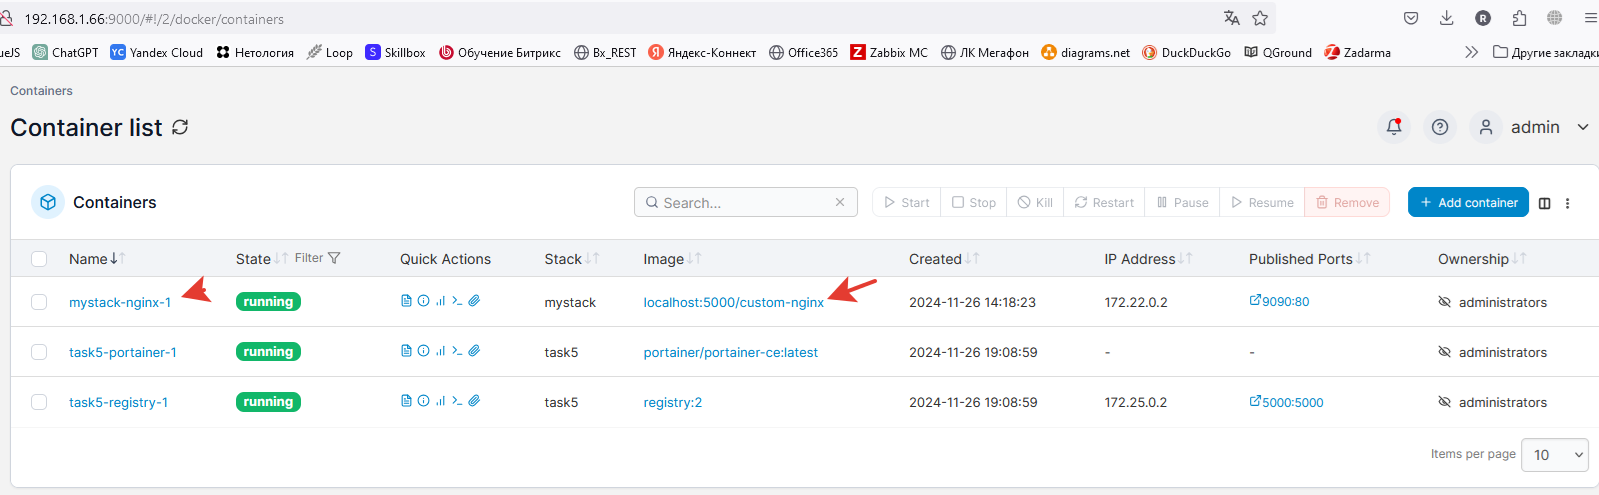 192.168.1.66:9000/#!/2/docker/containers
ueJS ChatGPT Yandex Cloud Нетология Loop Skillbox Обучение Битрикс Bx_REST Яндекс-Коннект Office365 Zabbix МС ЛК Мегафон diagrams.net DuckDuckGo QGround Zadarma Другие закладки
Containers
Container list
admin
Containers Search... Start Stop Kill Restart Pause Resume Remove + Add container
Name State Filter Quick Actions Stack Image Created IP Address Published Ports Ownership
mystack-nginx-1 running mystack localhost:5000/custom-nginx 2024-11-26 14:18:23 172.22.0.2 9090:80 administrators
task5-portainer-1 running task5 portainer/portainer-ce:latest 2024-11-26 19:08:59 - - administrators
task5-registry-1 running task5 registry:2 2024-11-26 19:08:59 172.25.0.2 5000:5000 administrators
Items per page 10